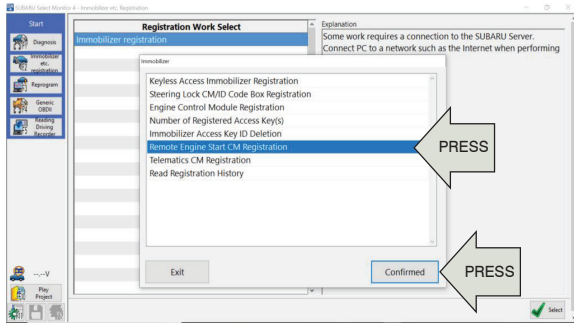 SUBARU Select Monitor 4 - Immobilizer etc. Registration
Start
Diagnosis
Immobilizer
etc.
registration
Reprogram
Generic
OBDII
Reading
Driving
Recorder
--.--V
Play
Project
Registration Work Select
Immobilizer registration
Explanation
Some work requires a connection to the SUBARU Server.
Connect PC to a network such as the Internet when performing
Immobilizer
Keyless Access Immobilizer Registration
Steering Lock CM/ID Code Box Registration
Engine Control Module Registration
Number of Registered Access Key(s)
Immobilizer Access Key ID Deletion
Remote Engine Start CM Registration
Telematics CM Registration
Read Registration History
PRESS
Exit
Confirmed
PRESS
Select